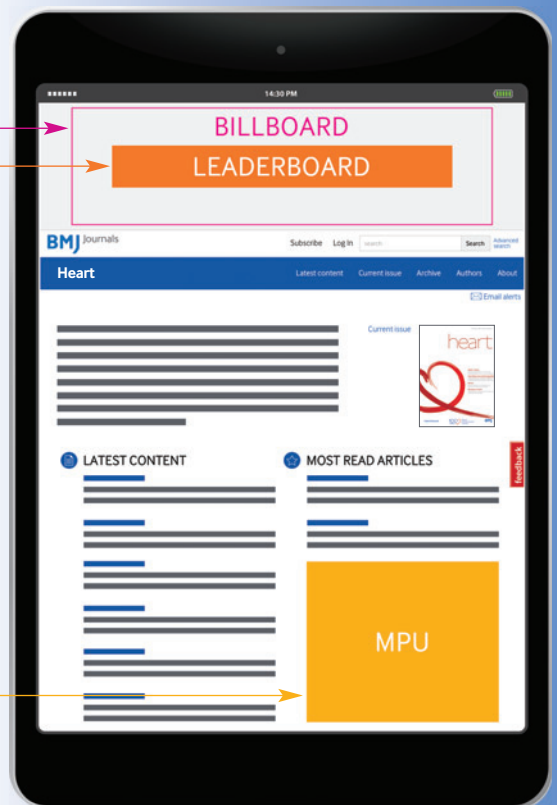 14:30 PM
BILLBOARD
LEADERBOARD
BMJ Journals
Subscribe Log In search Search Advanced search
Heart Latest content Current issue Archive Authors About
Email alerts
Current issue
heart
BMJ
feedback
LATEST CONTENT MOST READ ARTICLES
MPU